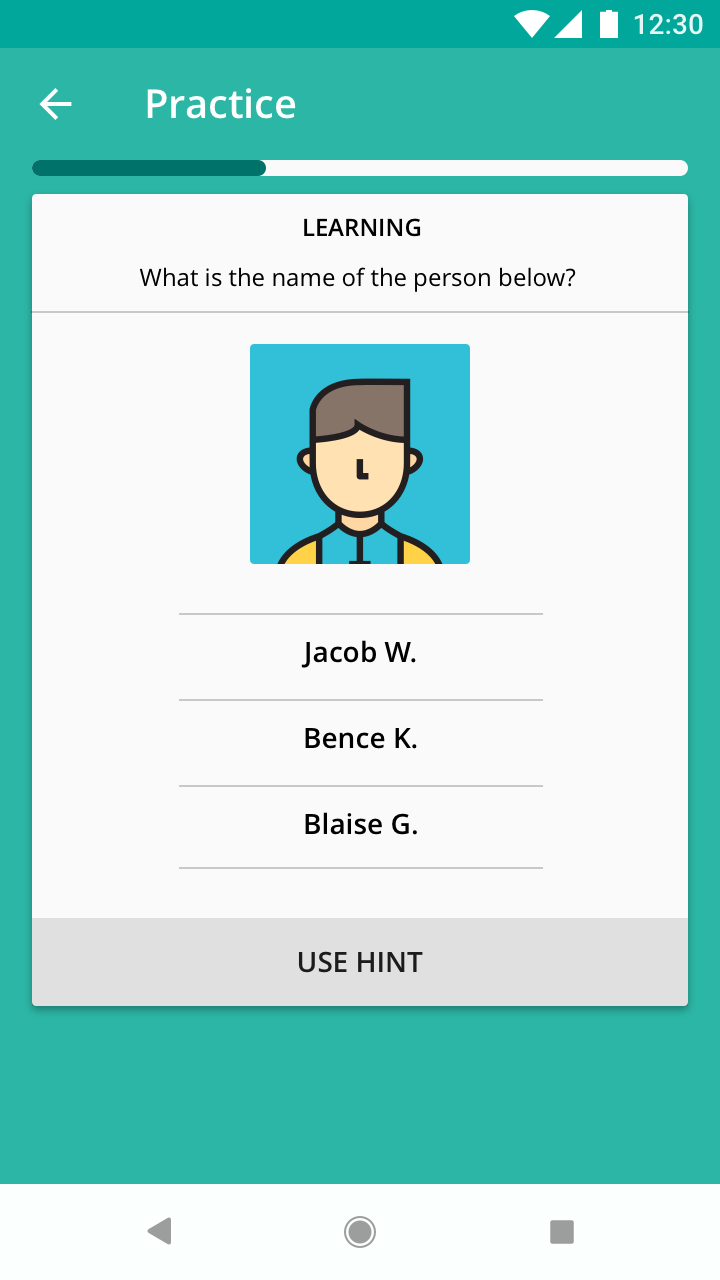 12:30
Practice
LEARNING
What is the name of the person below?
Jacob W.
Bence K.
Blaise G.
USE HINT